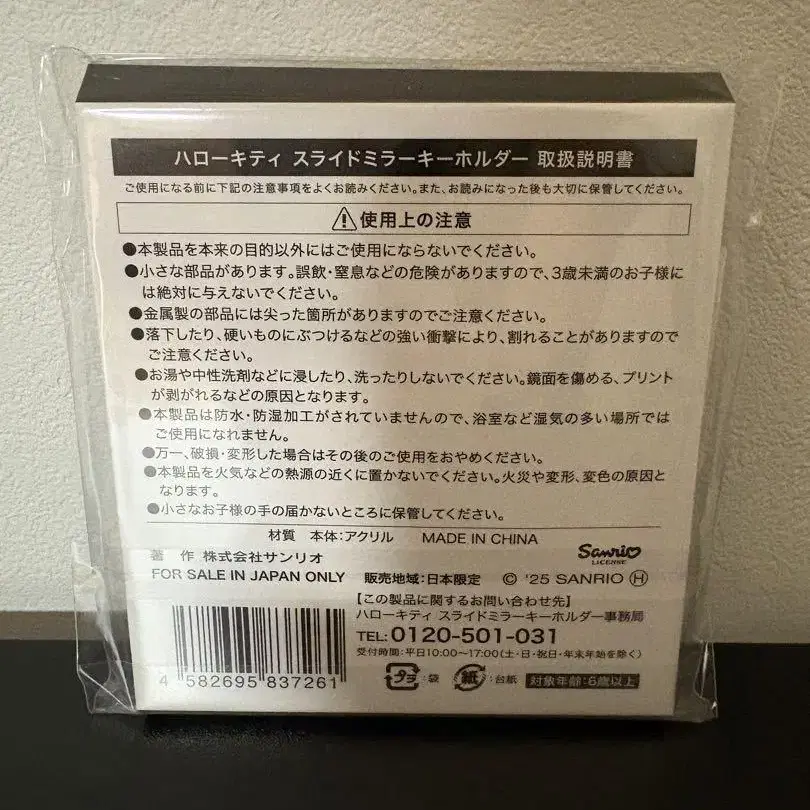 ハローキティ スライドミラーキーホルダー 取扱説明書
ご使用になる前に下記の注意事項をよくお読みください。また、お読みになった後も大切に保管してください。
⚠使用上の注意
●本製品を本来の目的以外にはご使用にならないでください。
●小さな部品があります。誤飲・窒息などの危険がありますので、3歳未満のお子様に
は絶対に与えないでください。
●金属製の部品には尖った箇所がありますのでご注意ください。
●落下したり、硬いものにぶつけるなどの強い衝撃により、割れることがありますので
ご注意ください。
●お湯や中性洗剤などに浸したり、洗ったりしないでください。鏡面を傷める、プリント
が剥がれるなどの原因となります。
●本製品は防水・防湿加工がされていませんので、浴室など湿気の多い場所では
ご使用になれません。
●万一、破損・変形した場合はその後のご使用をおやめください。
●本製品を火気などの熱源の近くに置かないでください。火災や変形、変色の原因と
なります。
●小さなお子様の手の届かないところに保管してください。
材質 本体:アクリル MADE IN CHINA
著 作 株式会社サンリオ
Sanrio
LICENSE
FOR SALE IN JAPAN ONLY 販売地域:日本限定 © '25 SANRIO Ⓗ
【この製品に関するお問い合わせ先】
ハローキティ スライドミラーキーホルダー事務局
TEL:0120-501-031
受付時間:平日10:00〜17:00(土・日・祝日・年末年始を除く)
4 582695 837261
プラ:袋 紙:台紙 対象年齢:6歳以上